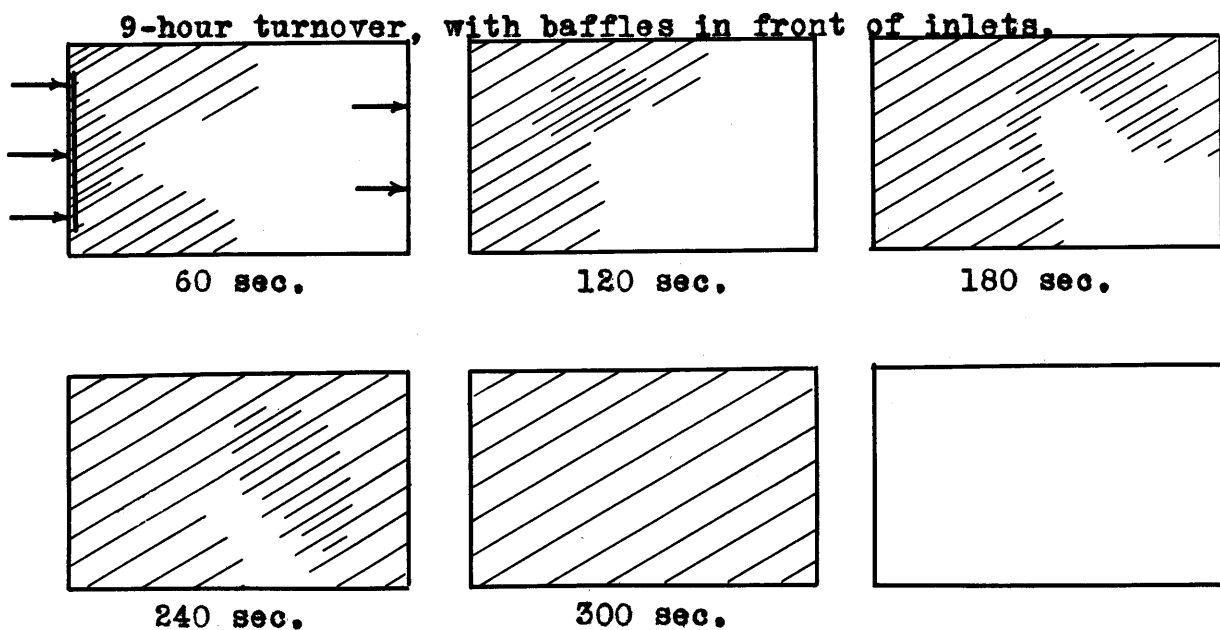 9-hour turnover, with baffles in front of inlets.
60 sec.
120 sec.
180 sec.
240 sec.
300 sec.